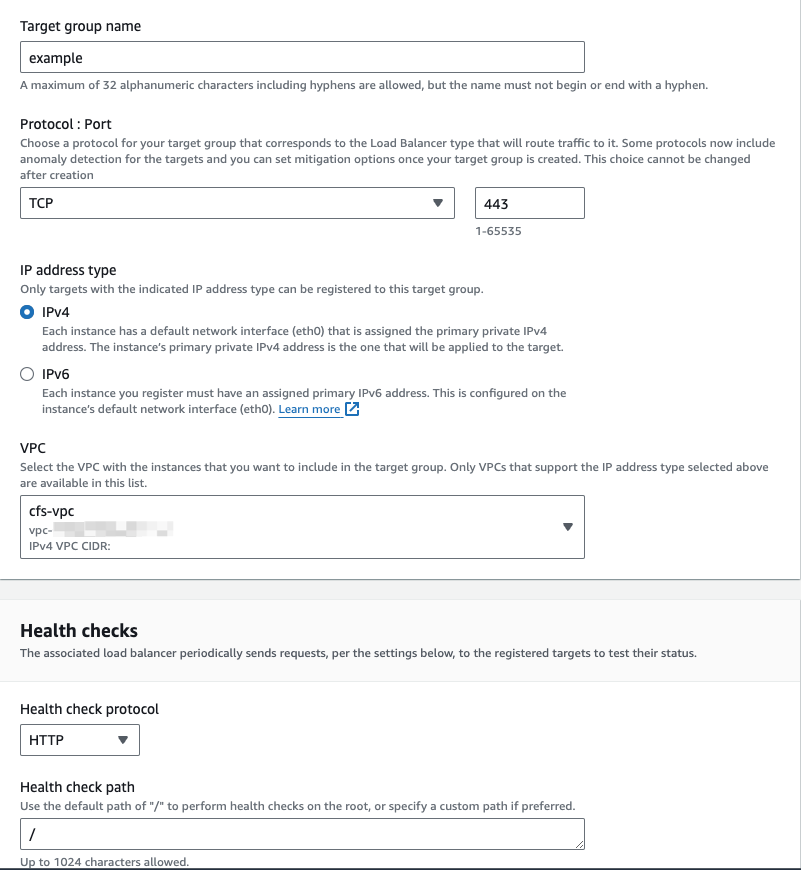 Target group name
example
A maximum of 32 alphanumeric characters including hyphens are allowed, but the name must not begin or end with a hyphen.
Protocol : Port
Choose a protocol for your target group that corresponds to the Load Balancer type that will route traffic to it. Some protocols now include
anomaly detection for the targets and you can set mitigation options once your target group is created. This choice cannot be changed
after creation
TCP
443
1-65535
IP address type
Only targets with the indicated IP address type can be registered to this target group.
IPv4
Each instance has a default network interface (eth0) that is assigned the primary private IPv4
address. The instance's primary private IPv4 address is the one that will be applied to the target.
IPv6
Each instance you register must have an assigned primary IPv6 address. This is configured on the
instance's default network interface (eth0). Learn more
VPC
Select the VPC with the instances that you want to include in the target group. Only VPCs that support the IP address type selected above
are available in this list.
cfs-vpc
vpc-
IPv4 VPC CIDR:
Health checks
The associated load balancer periodically sends requests, per the settings below, to the registered targets to test their status.
Health check protocol
HTTP
Health check path
Use the default path of "/" to perform health checks on the root, or specify a custom path if preferred.
/
Up to 1024 characters allowed.